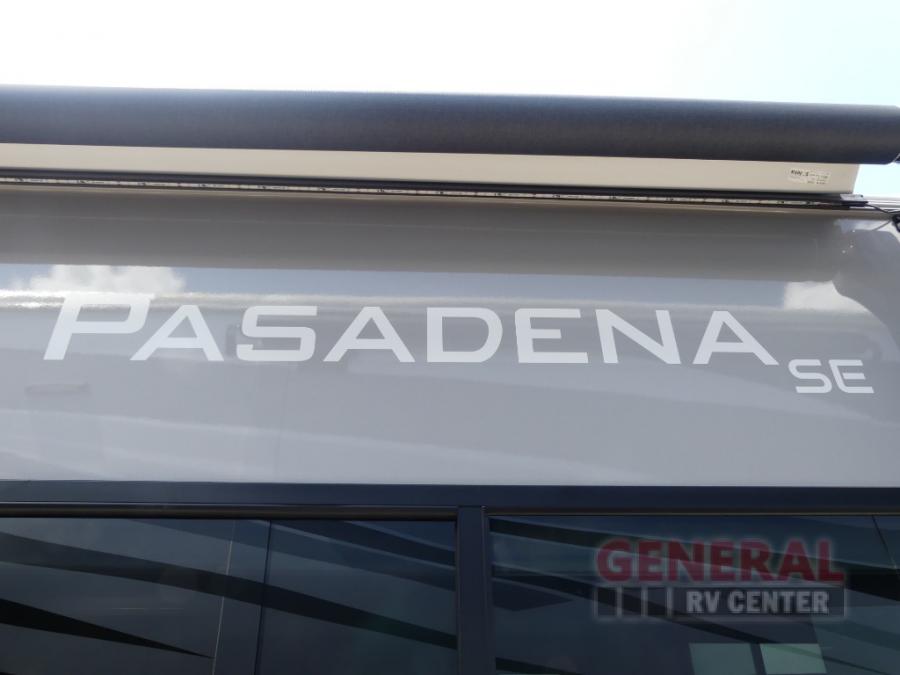 PASADENA SE
GENERAL
RV CENTER